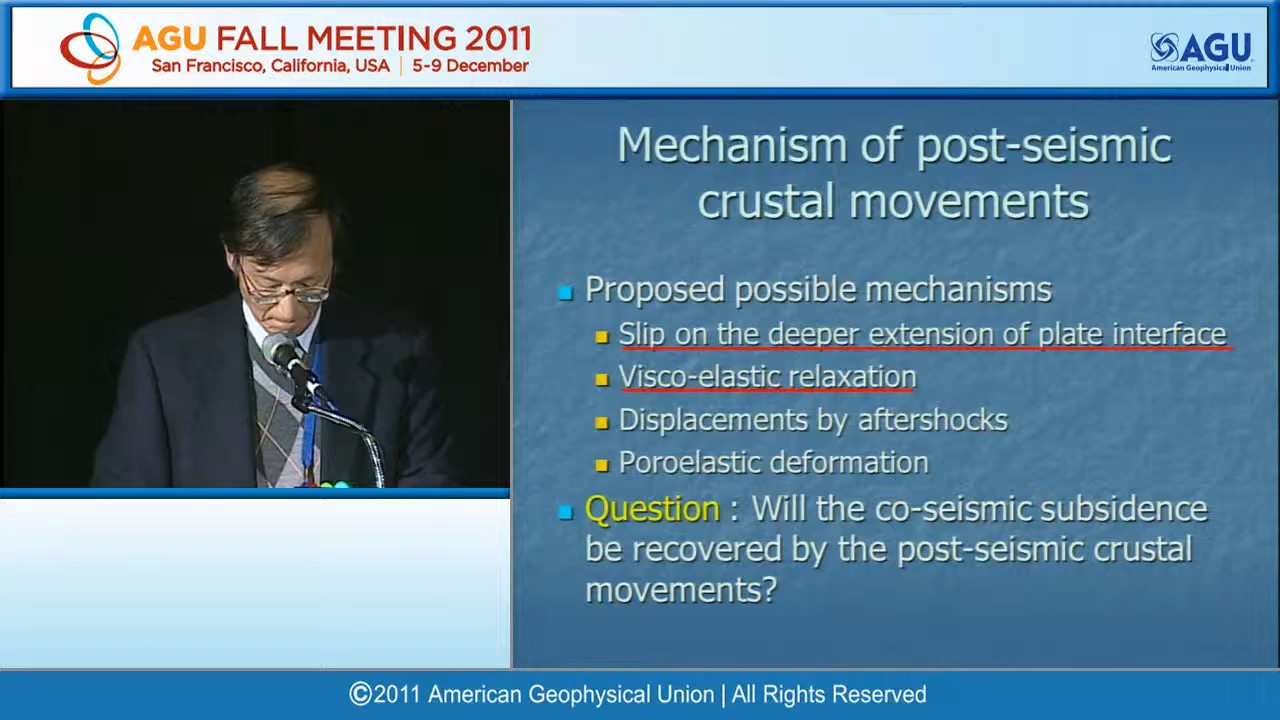 AGU FALL MEETING 2011
San Francisco, California, USA | 5-9 December
AGU
American Geophysical Union
Mechanism of post-seismic
crustal movements
Proposed possible mechanisms
Slip on the deeper extension of plate interface
Visco-elastic relaxation
Displacements by aftershocks
Poroelastic deformation
Question : Will the co-seismic subsidence
be recovered by the post-seismic crustal
movements?
©2011 American Geophysical Union | All Rights Reserved